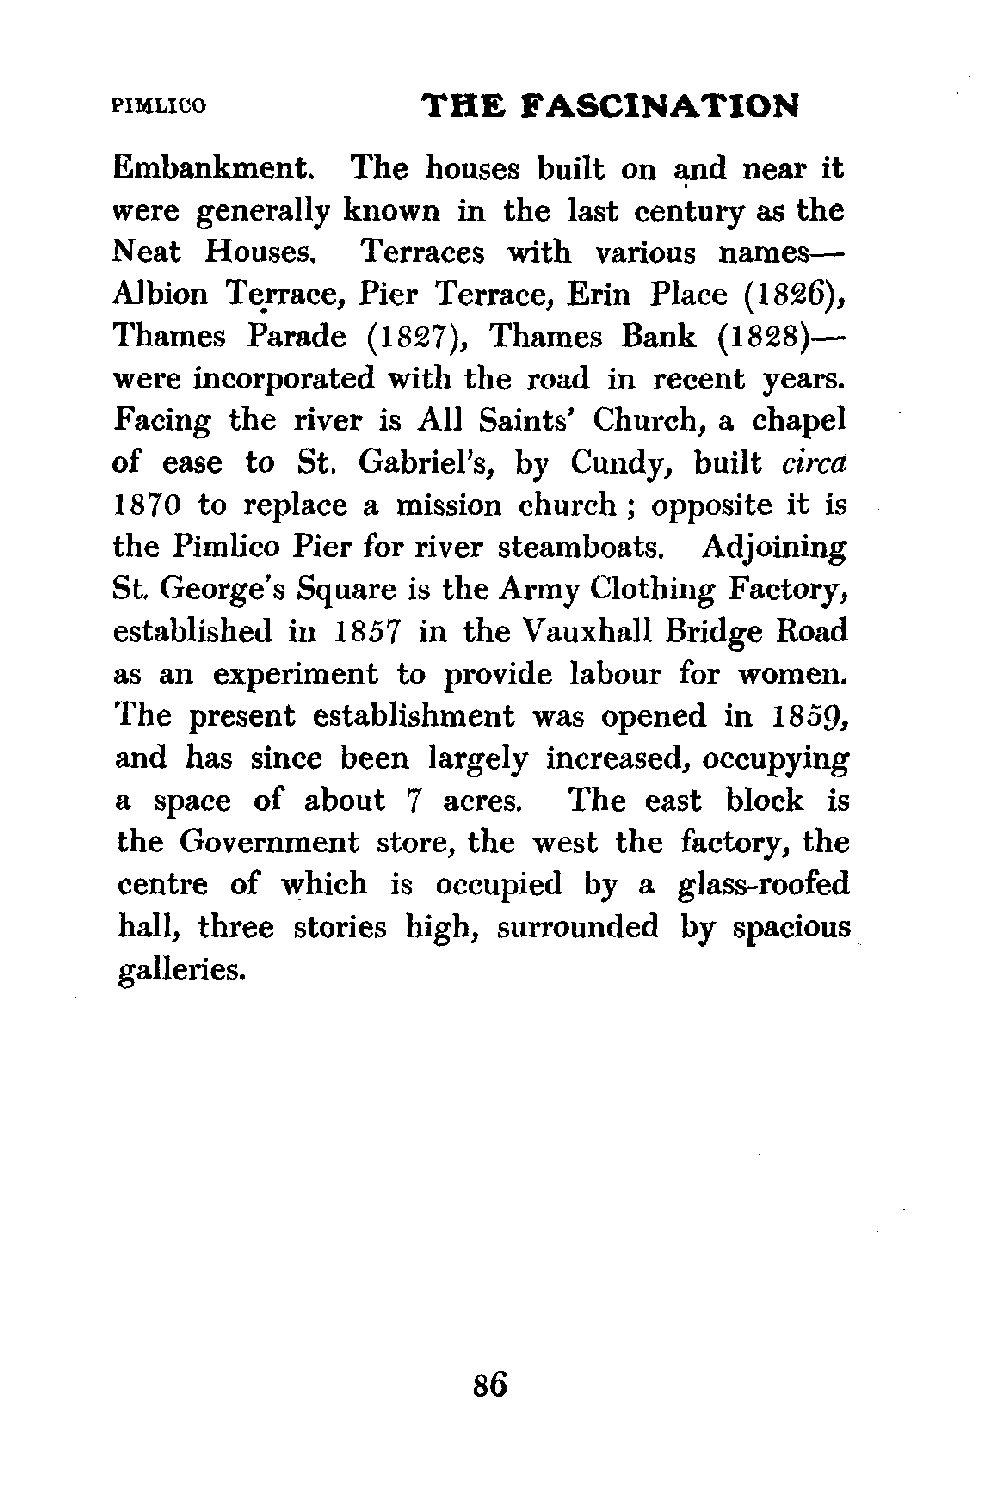 PIMLICO THE FASCINATION
Embankment. The houses built on and near it
were generally known in the last century as the
Neat Houses. Terraces with various names—
Albion Terrace, Pier Terrace, Erin Place (1826),
Thames Parade (1827), Thames Bank (1828)—
were incorporated with the road in recent years.
Facing the river is All Saints' Church, a chapel
of ease to St. Gabriel's, by Cundy, built circa
1870 to replace a mission church ; opposite it is
the Pimlico Pier for river steamboats. Adjoining
St. George's Square is the Army Clothing Factory,
established in 1857 in the Vauxhall Bridge Road
as an experiment to provide labour for women.
The present establishment was opened in 1859,
and has since been largely increased, occupying
a space of about 7 acres. The east block is
the Government store, the west the factory, the
centre of which is occupied by a glass-roofed
hall, three stories high, surrounded by spacious
galleries.
86